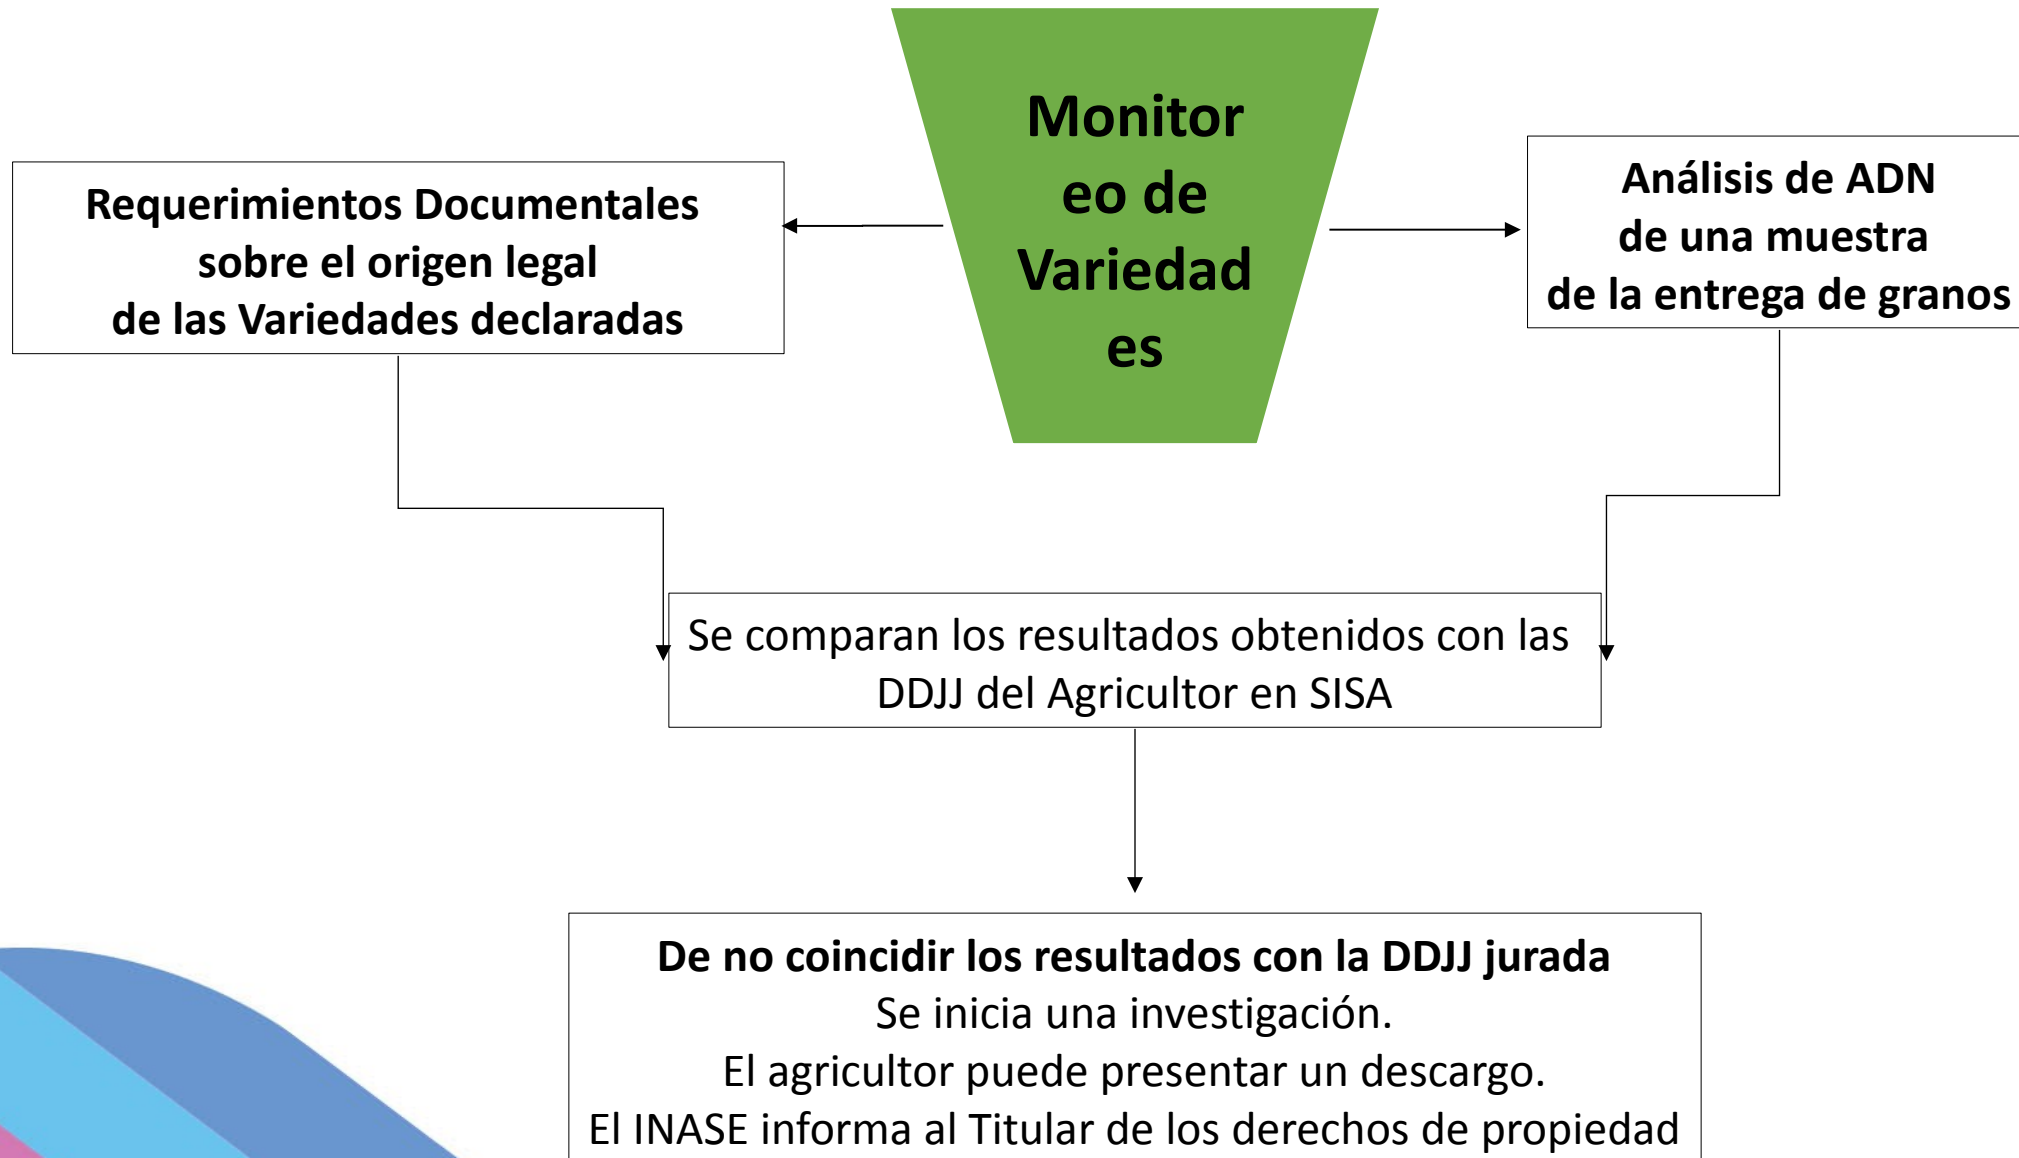 Monitor
eo de
Variedad
es
Requerimientos Documentales
sobre el origen legal
de las Variedades declaradas
Análisis de ADN
de una muestra
de la entrega de granos
Se comparan los resultados obtenidos con las
DDJJ del Agricultor en SISA
De no coincidir los resultados con la DDJJ jurada
Se inicia una investigación.
El agricultor puede presentar un descargo.
El INASE informa al Titular de los derechos de propiedad